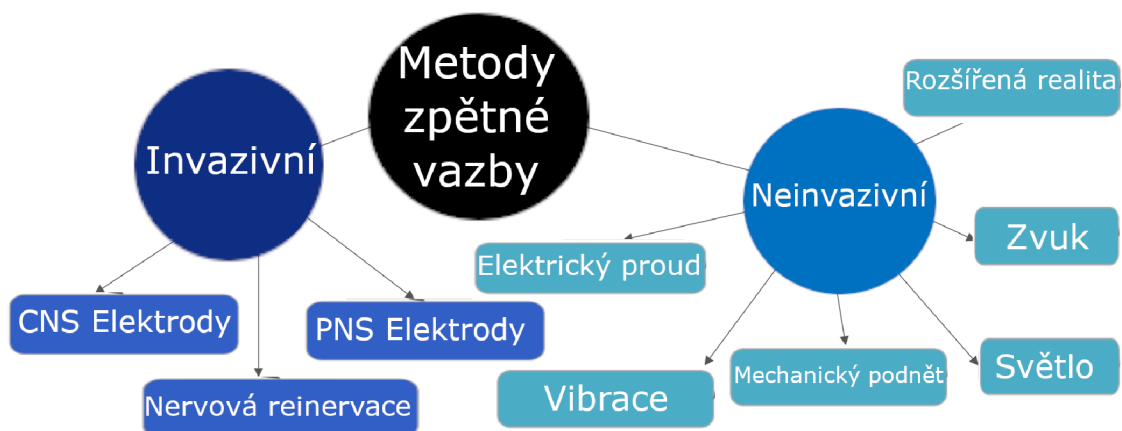 Metody
zpětné
vazby
Invazivní
Neinvazivní
Rozšířená realita
Zvuk
Elektrický proud
CNS Elektrody
PNS Elektrody
Nervová reinervace
Vibrace
Mechanický podnět
Světlo